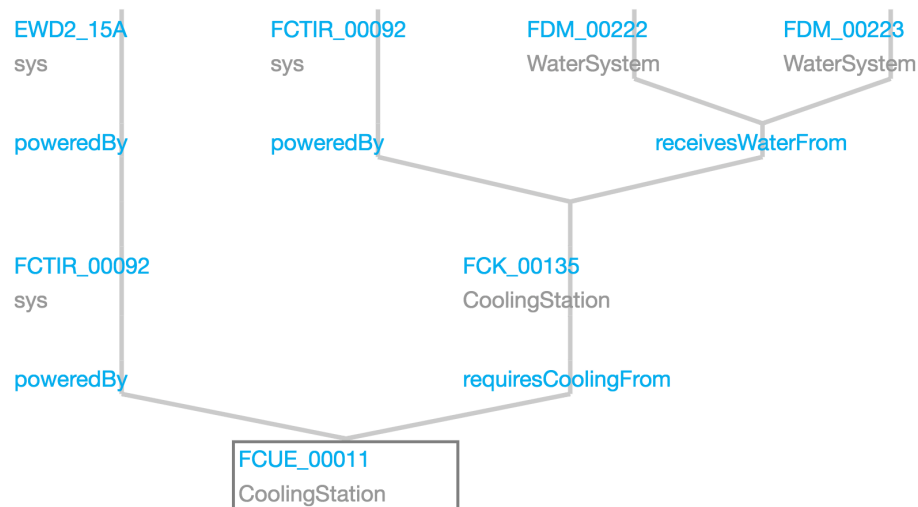 EWD2_15A
sys
FCTIR_00092
sys
FDM_00222
WaterSystem
FDM_00223
WaterSystem
poweredBy
poweredBy
receivesWaterFrom
FCTIR_00092
sys
FCK_00135
CoolingStation
poweredBy
requiresCoolingFrom
FCUE_00011
CoolingStation